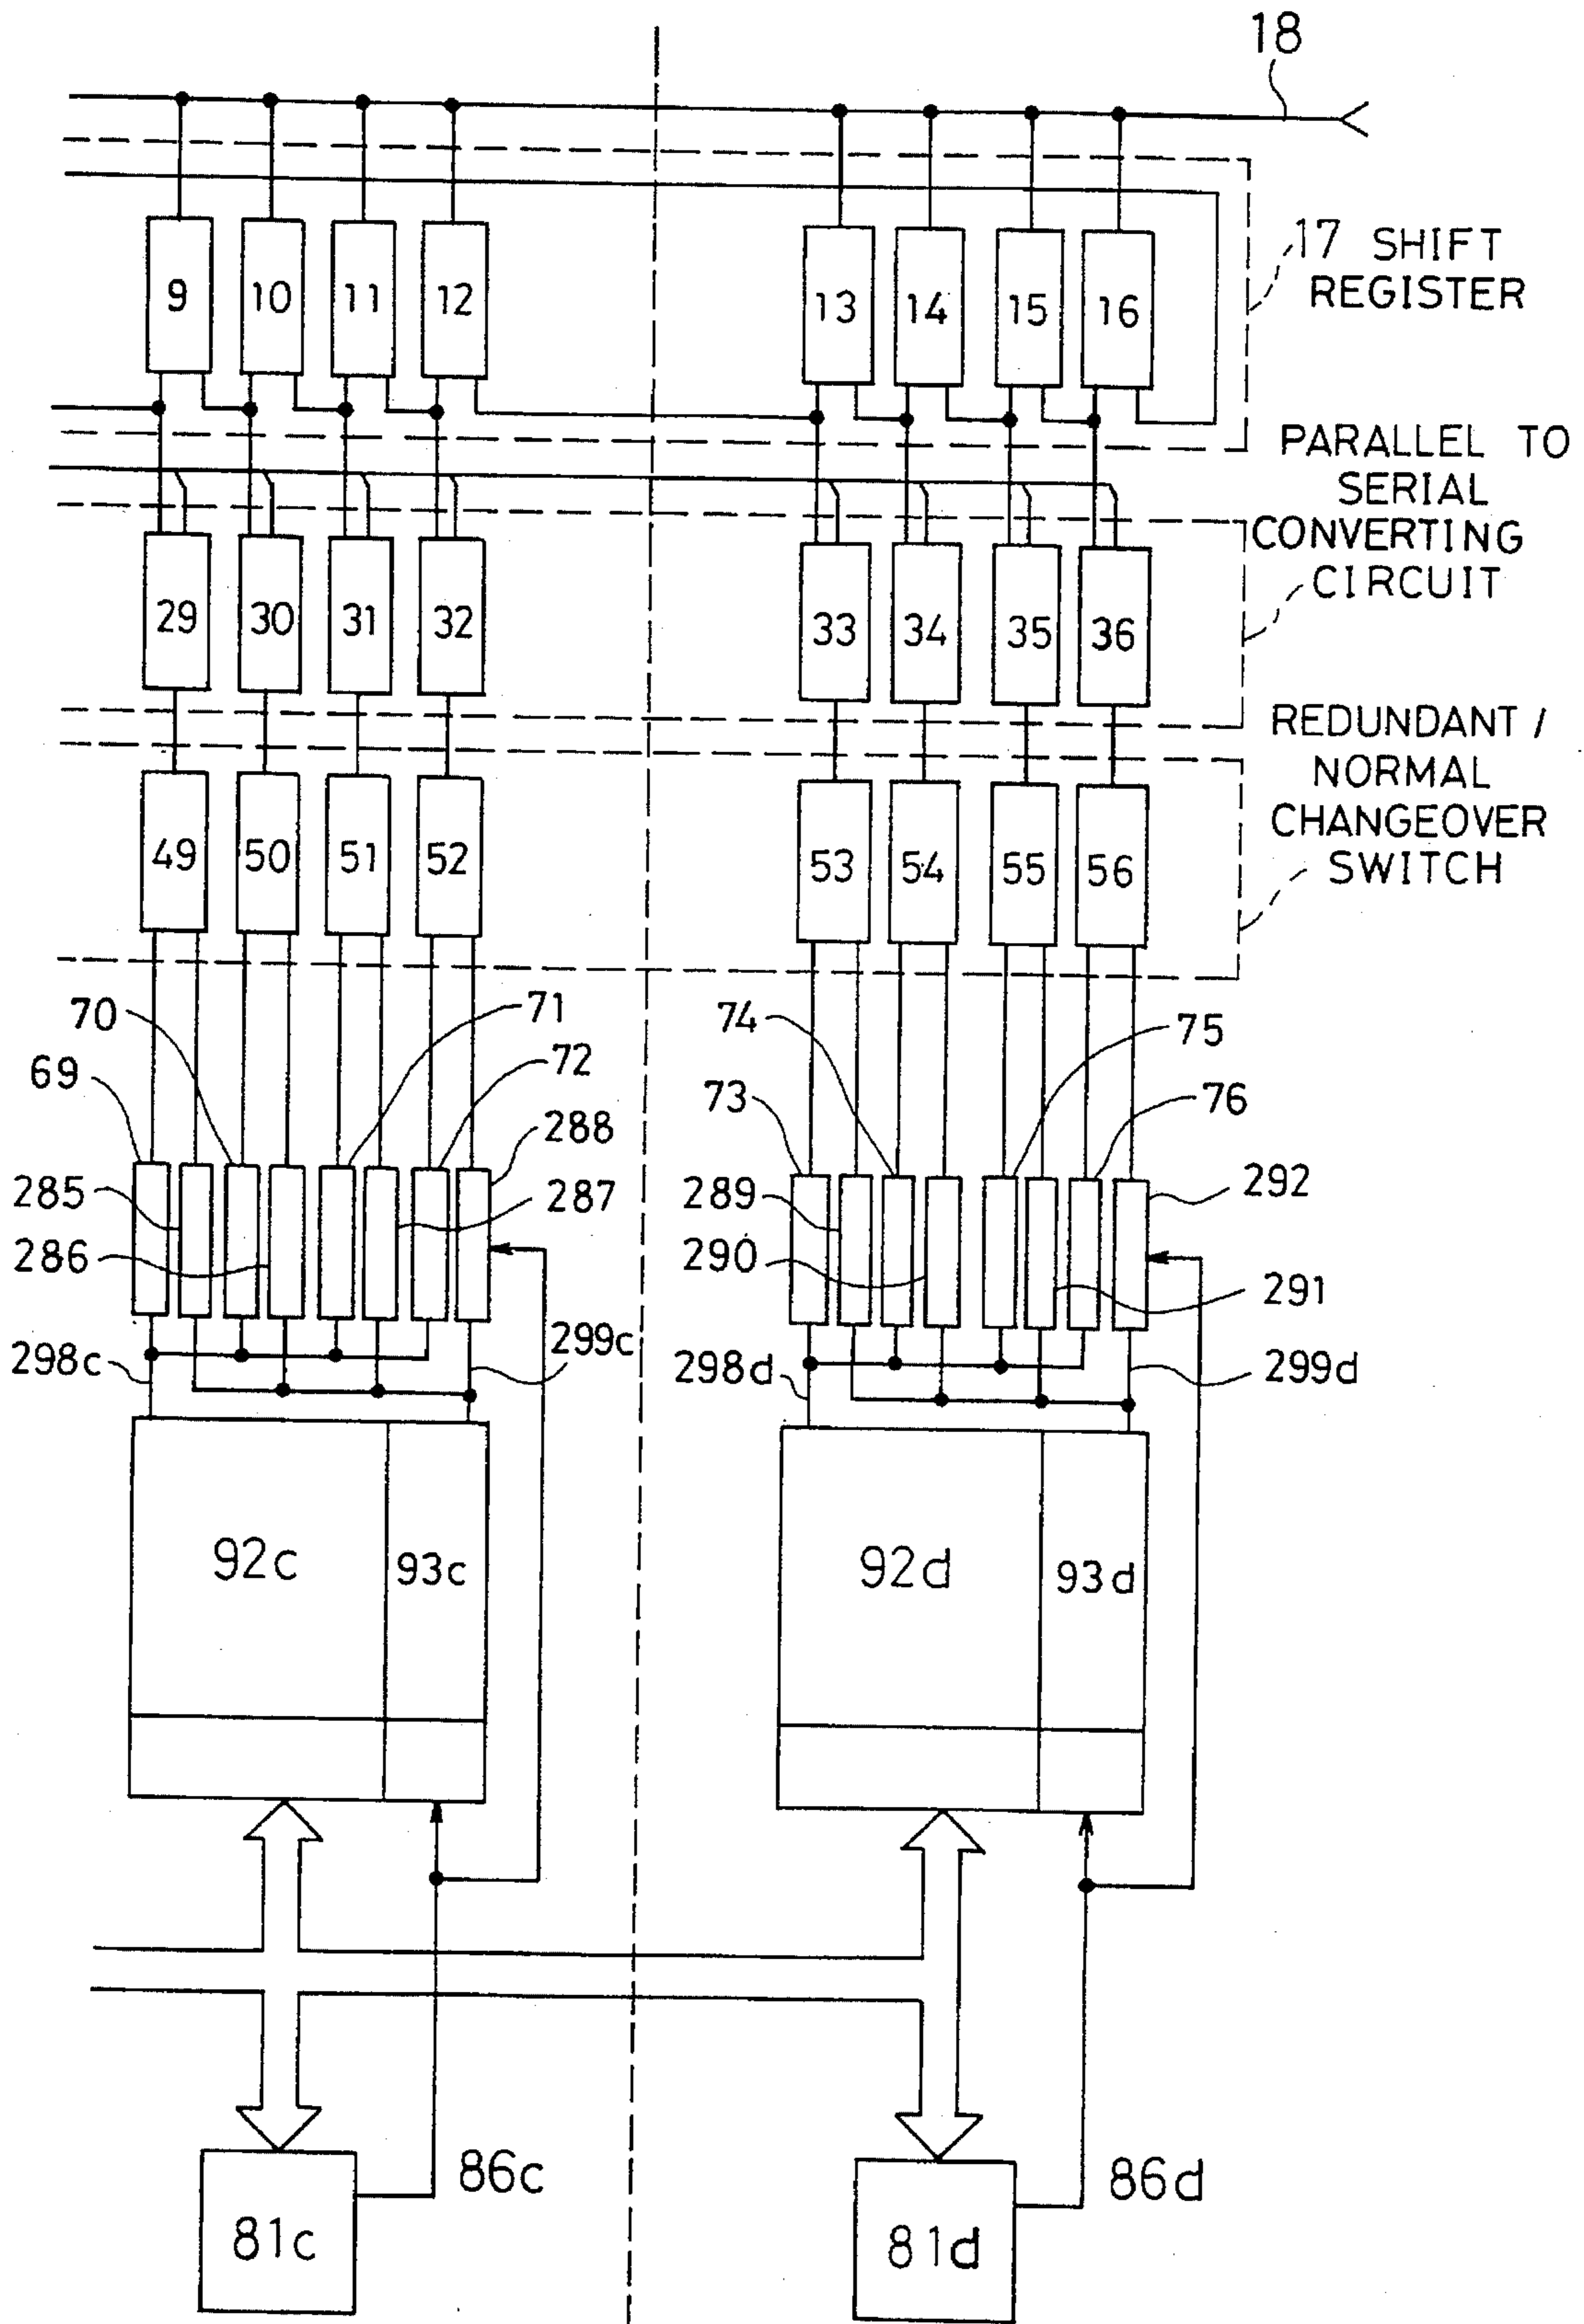 18
17 SHIFT
REGISTER
9 10 11 12 13 14 15 16
PARALLEL TO
SERIAL
CONVERTING
CIRCUIT
29 30 31 32 33 34 35 36
REDUNDANT /
NORMAL
CHANGEOVER
SWITCH
49 50 51 52 53 54 55 56
70 71 74 75
69 72 73 76
288
285 287 289 292
286 290 291
298c 299c 298d 299d
92c 93c 92d 93d
86c 86d
81c 81d